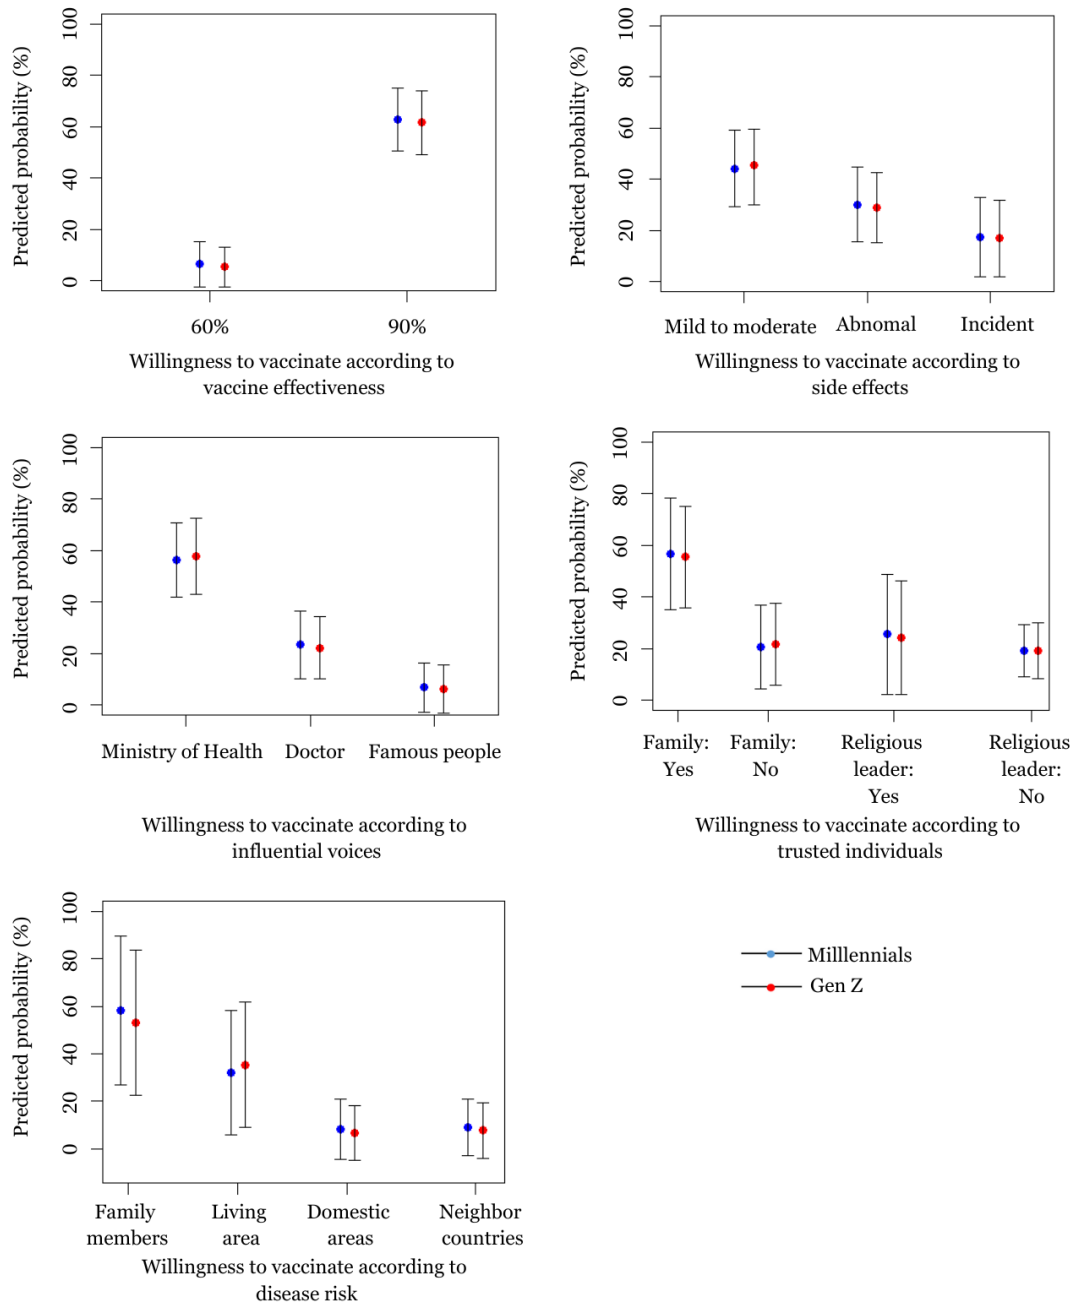 Predicted probability (%)
100
80
60
40
20
0
60%
90%
Willingness to vaccinate according to
vaccine effectiveness
Predicted probability (%)
100
80
60
40
20
0
Mild to moderate
Abnomal
Incident
Willingness to vaccinate according to
side effects
Predicted probability (%)
100
80
60
40
20
0
Ministry of Health
Doctor
Famous people
Willingness to vaccinate according to
influential voices
Predicted probability (%)
100
80
60
40
20
0
Family:
Yes
Family:
No
Religious
leader:
Yes
Religious
leader:
No
Willingness to vaccinate according to
trusted individuals
Predicted probability (%)
100
80
60
40
20
0
Family
members
Living
area
Domestic
areas
Neighbor
countries
Willingness to vaccinate according to
disease risk
Milllennials
Gen Z